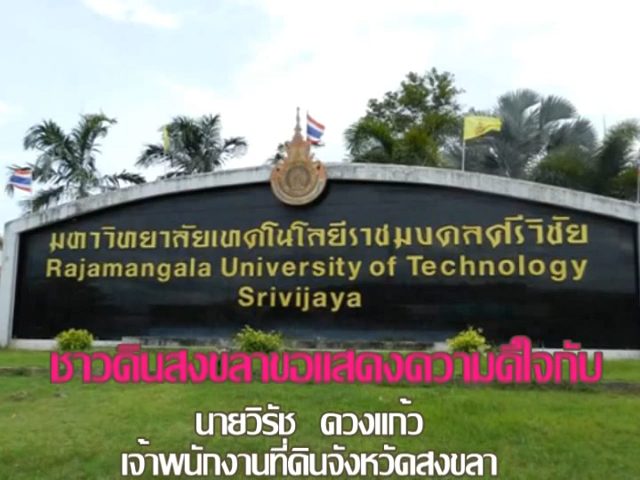 มหาวิทยาลัยเทคโนโลยีราชมงคลศรีวิชัย
Rajamangala University of Technology
Srivijaya
ชาวดินสงขลาขอแสดงความดีใจกับ
นายวิรัช ดวงแก้ว
เจ้าพนักงานที่ดินจังหวัดสงขลา